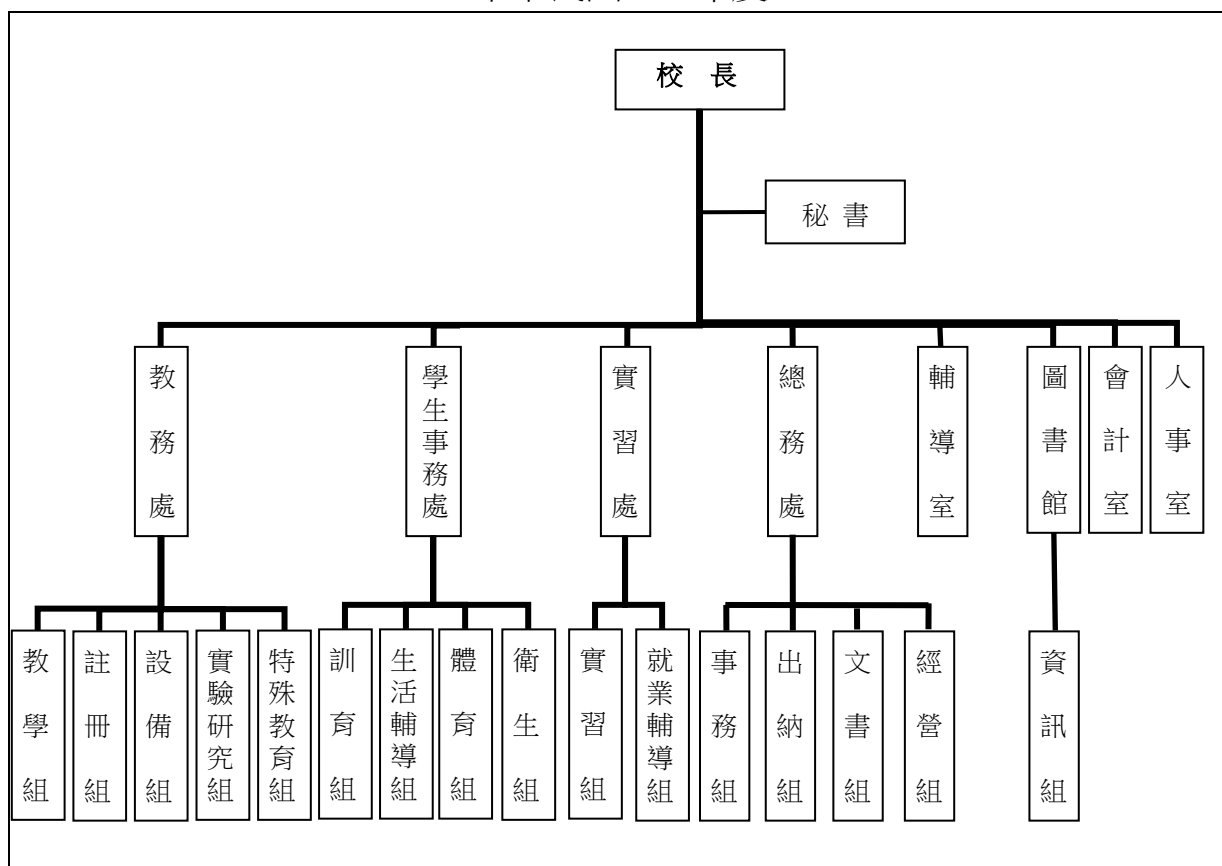 校 長
秘 書
教務處
學生事務處
實習處
總務處
輔導室
圖書館
會計室
人事室
教學組
註冊組
設備組
實驗研究組
特殊教育組
訓育組
生活輔導組
體育組
衛生組
實習組
就業輔導組
事務組
出納組
文書組
經營組
資訊組